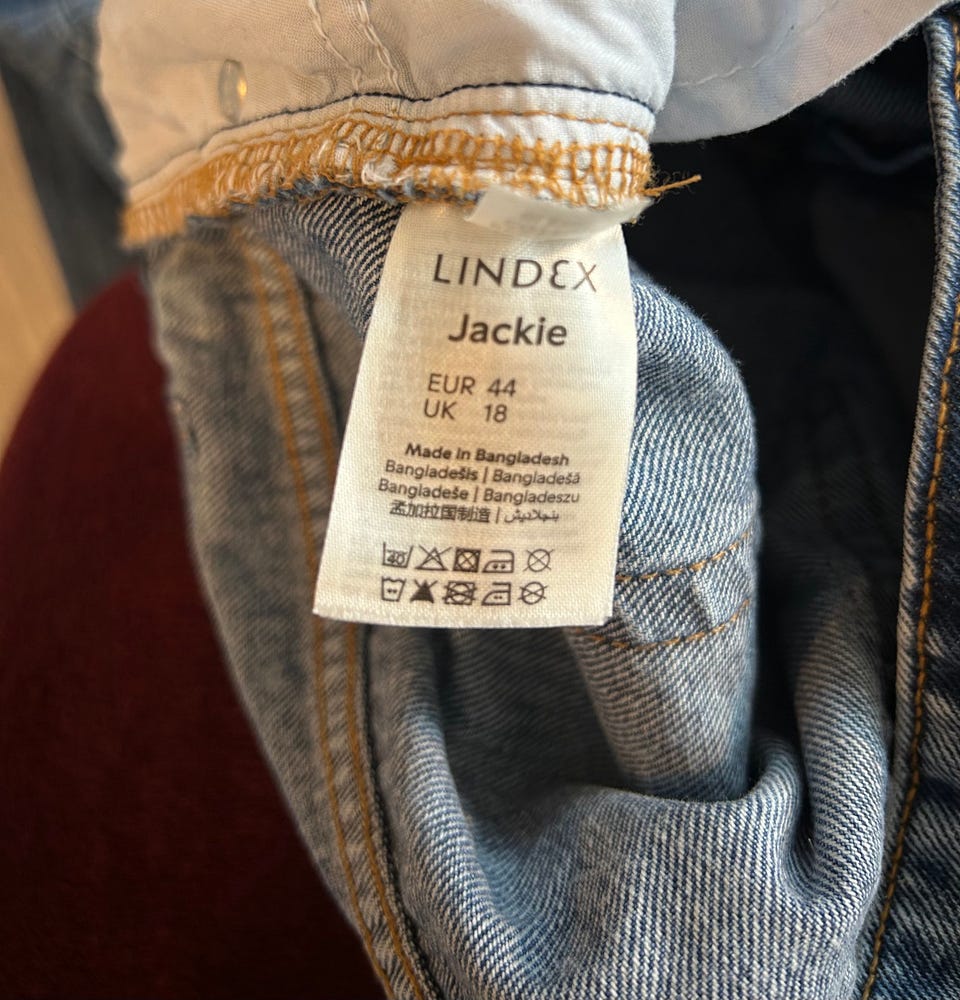 LINDEX
Jackie
EUR 44
UK 18
Made in Bangladesh
Bangladešis | Bangladešā
Bangladeše | Bangladeszu
孟加拉国制造 | بنجلاديش
40